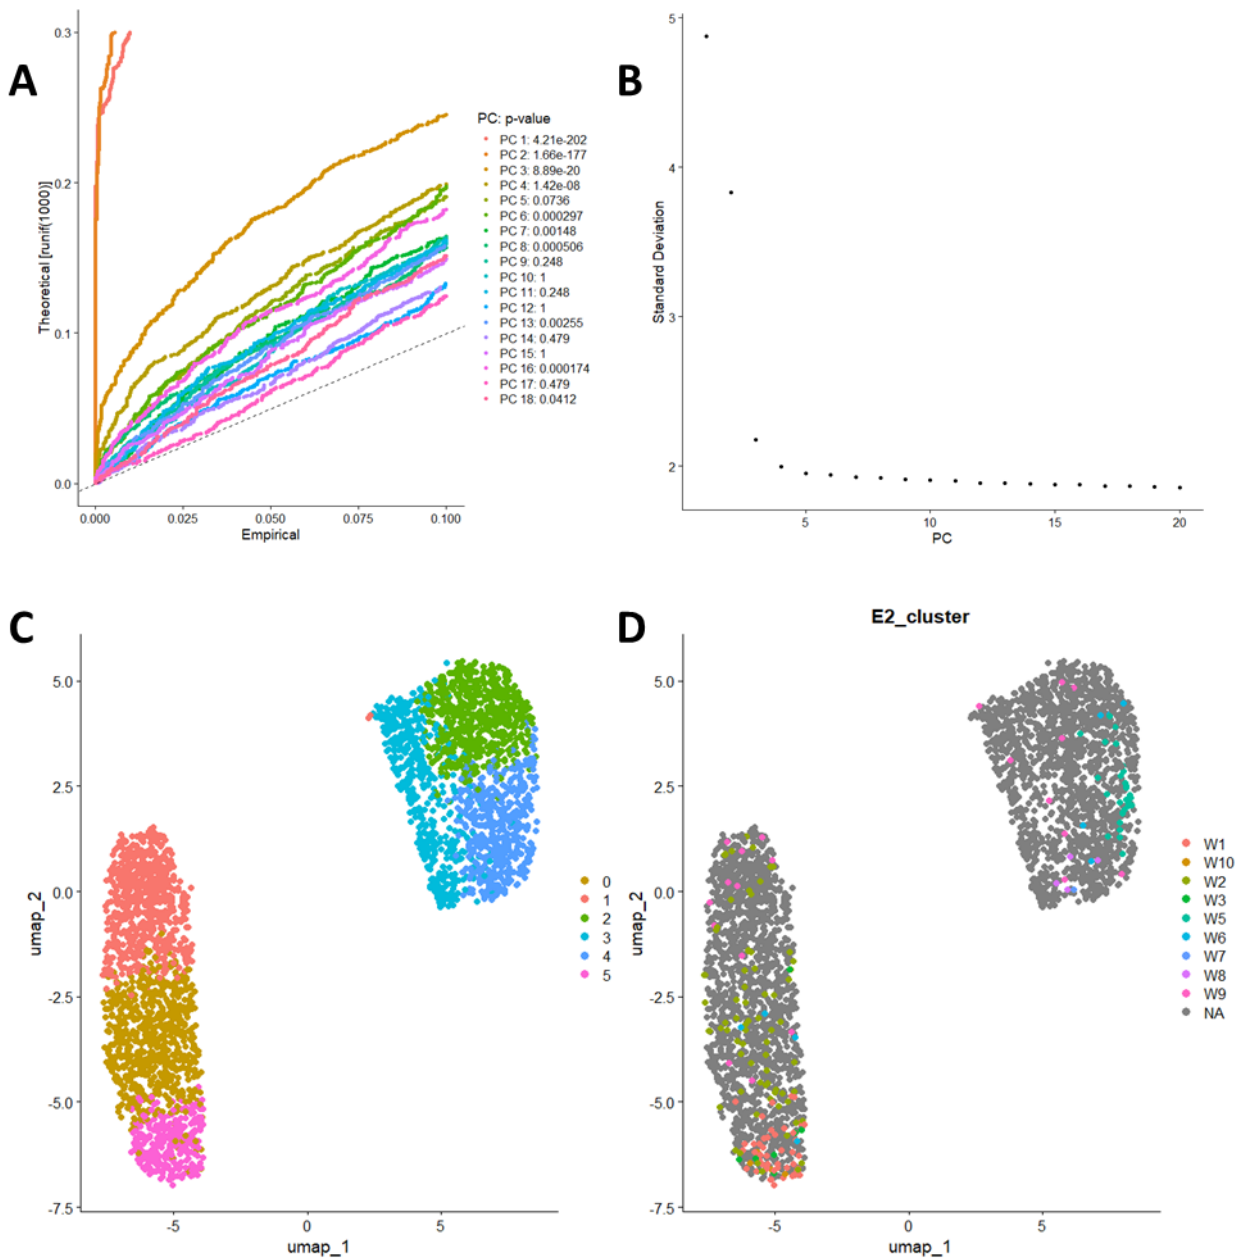 A
0.3
0.2
0.1
0.0
Theoretical [runif(1000)]
0.000
0.025
0.050
0.075
0.100
Empirical
PC: p-value
PC 1: 4.21e-202
PC 2: 1.66e-177
PC 3: 8.89e-20
PC 4: 1.42e-08
PC 5: 0.0736
PC 6: 0.000297
PC 7: 0.00148
PC 8: 0.000506
PC 9: 0.248
PC 10: 1
PC 11: 0.248
PC 12: 1
PC 13: 0.00255
PC 14: 0.479
PC 15: 1
PC 16: 0.000174
PC 17: 0.479
PC 18: 0.0412
B
5
4
3
2
Standard Deviation
5
10
15
20
PC
C
5.0
2.5
0.0
-2.5
-5.0
-7.5
umap_2
-5
0
5
umap_1
0
1
2
3
4
5
D
E2_cluster
5.0
2.5
0.0
-2.5
-5.0
-7.5
umap_2
-5
0
5
umap_1
W1
W10
W2
W3
W5
W6
W7
W8
W9
NA